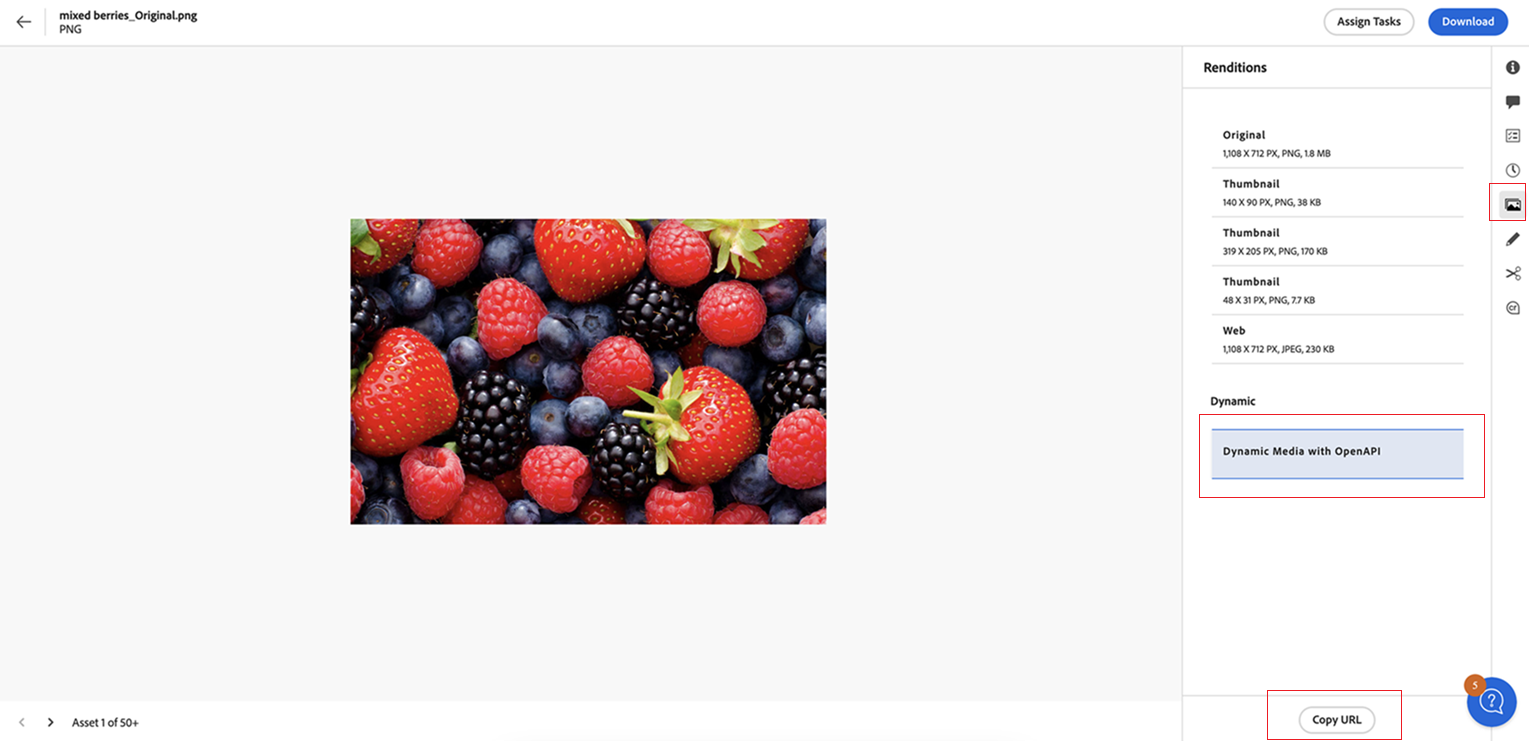 mixed berries_Original.png
PNG
Assign Tasks
Download
Renditions
Original
1,108 X 712 PX, PNG, 1.8 MB
Thumbnail
140 X 90 PX, PNG, 38 KB
Thumbnail
319 X 205 PX, PNG, 170 KB
Thumbnail
48 X 31 PX, PNG, 7.7 KB
Web
1,108 X 712 PX, JPEG, 230 KB
Dynamic
Dynamic Media with OpenAPI
5
?
Asset 1 of 50+
Copy URL